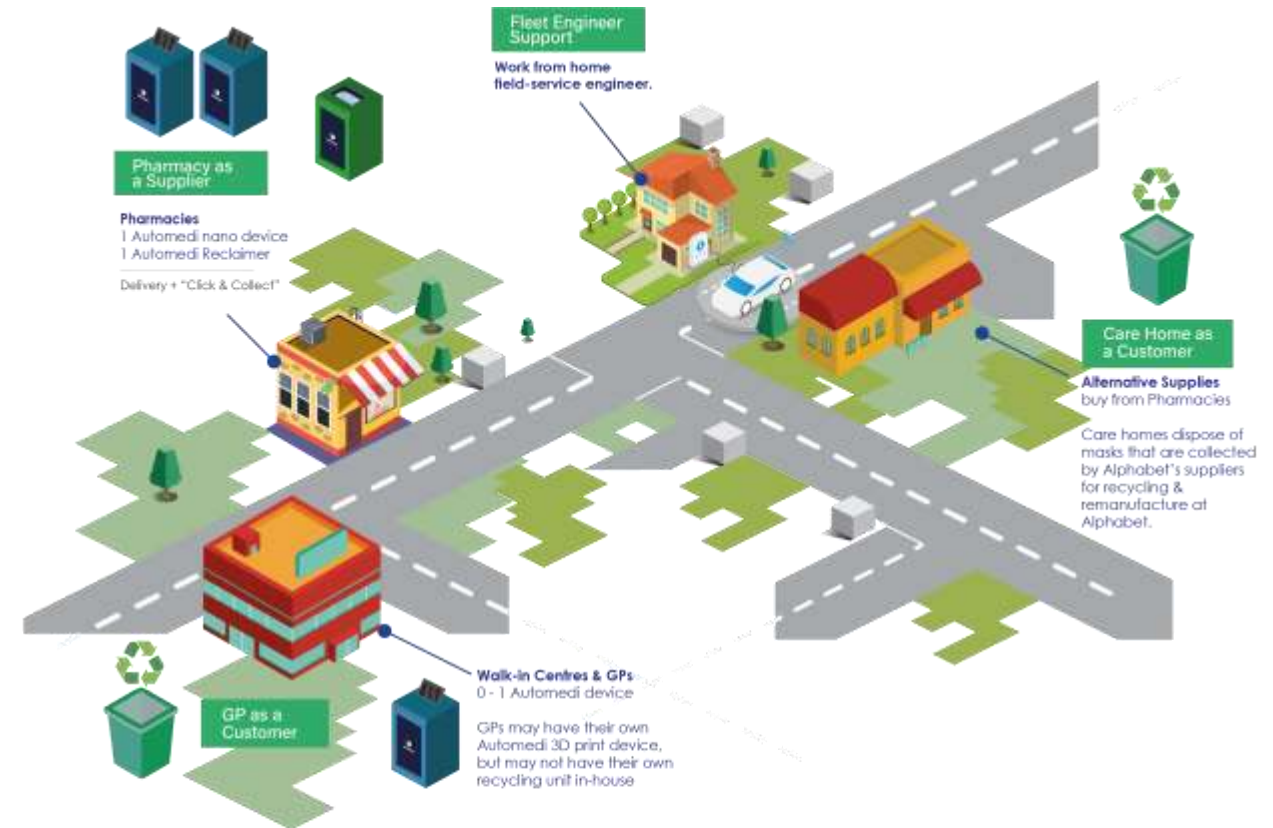 Fleet Engineer
Support
Work from home
field-service engineer.
Pharmacy as
a Supplier
Pharmacies
1 Automedi nano device
1 Automedi Reclaimer
Delivery + "Click & Collect"
Care Home as
a Customer
Alternative Supplies
buy from Pharmacies
Care homes dispose of
masks that are collected
by Alphabet's suppliers
for recycling &
remanufacture at
Alphabet.
GP as a
Customer
Walk-in Centres & GPs
0 - 1 Automedi device
GPs may have their own
Automedi 3D print device,
but may not have their own
recycling unit in-house